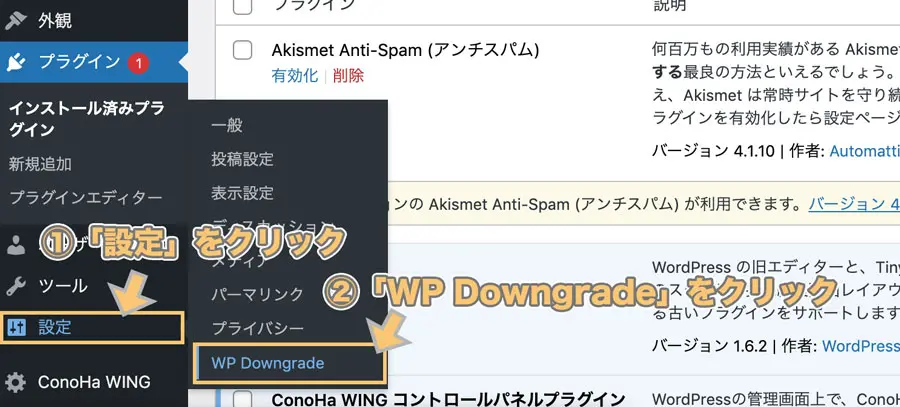 外観
プラグイン 1
インストール済みプラ
グイン
新規追加
プラグインエディター
ツール
設定
ConoHa WING
一般
投稿設定
表示設定
ディスカッション
メディア
パーマリンク
プライバシー
WP Downgrade
①「設定」をクリック
②「WP Downgrade」をクリック
プラグイン
説明
Akismet Anti-Spam (アンチスパム)
有効化 | 削除
何百万もの利用実績がある Akisme
する最良の方法といえるでしょう。
え、Akismet は常時サイトを守り続
ラグインを有効化したら設定ページ
バージョン 4.1.10 | 作者: Automatti
ンの Akismet Anti-Spam (アンチスパム) が利用できます。バージョン 4
WordPress の旧エディターと、Tiny
る古いプラグインをサポートします
バージョン 1.6.2 | 作者: WordPress
ConoHa WING コントロールパネルプラグイン
WordPressの管理画面上で、ConoH